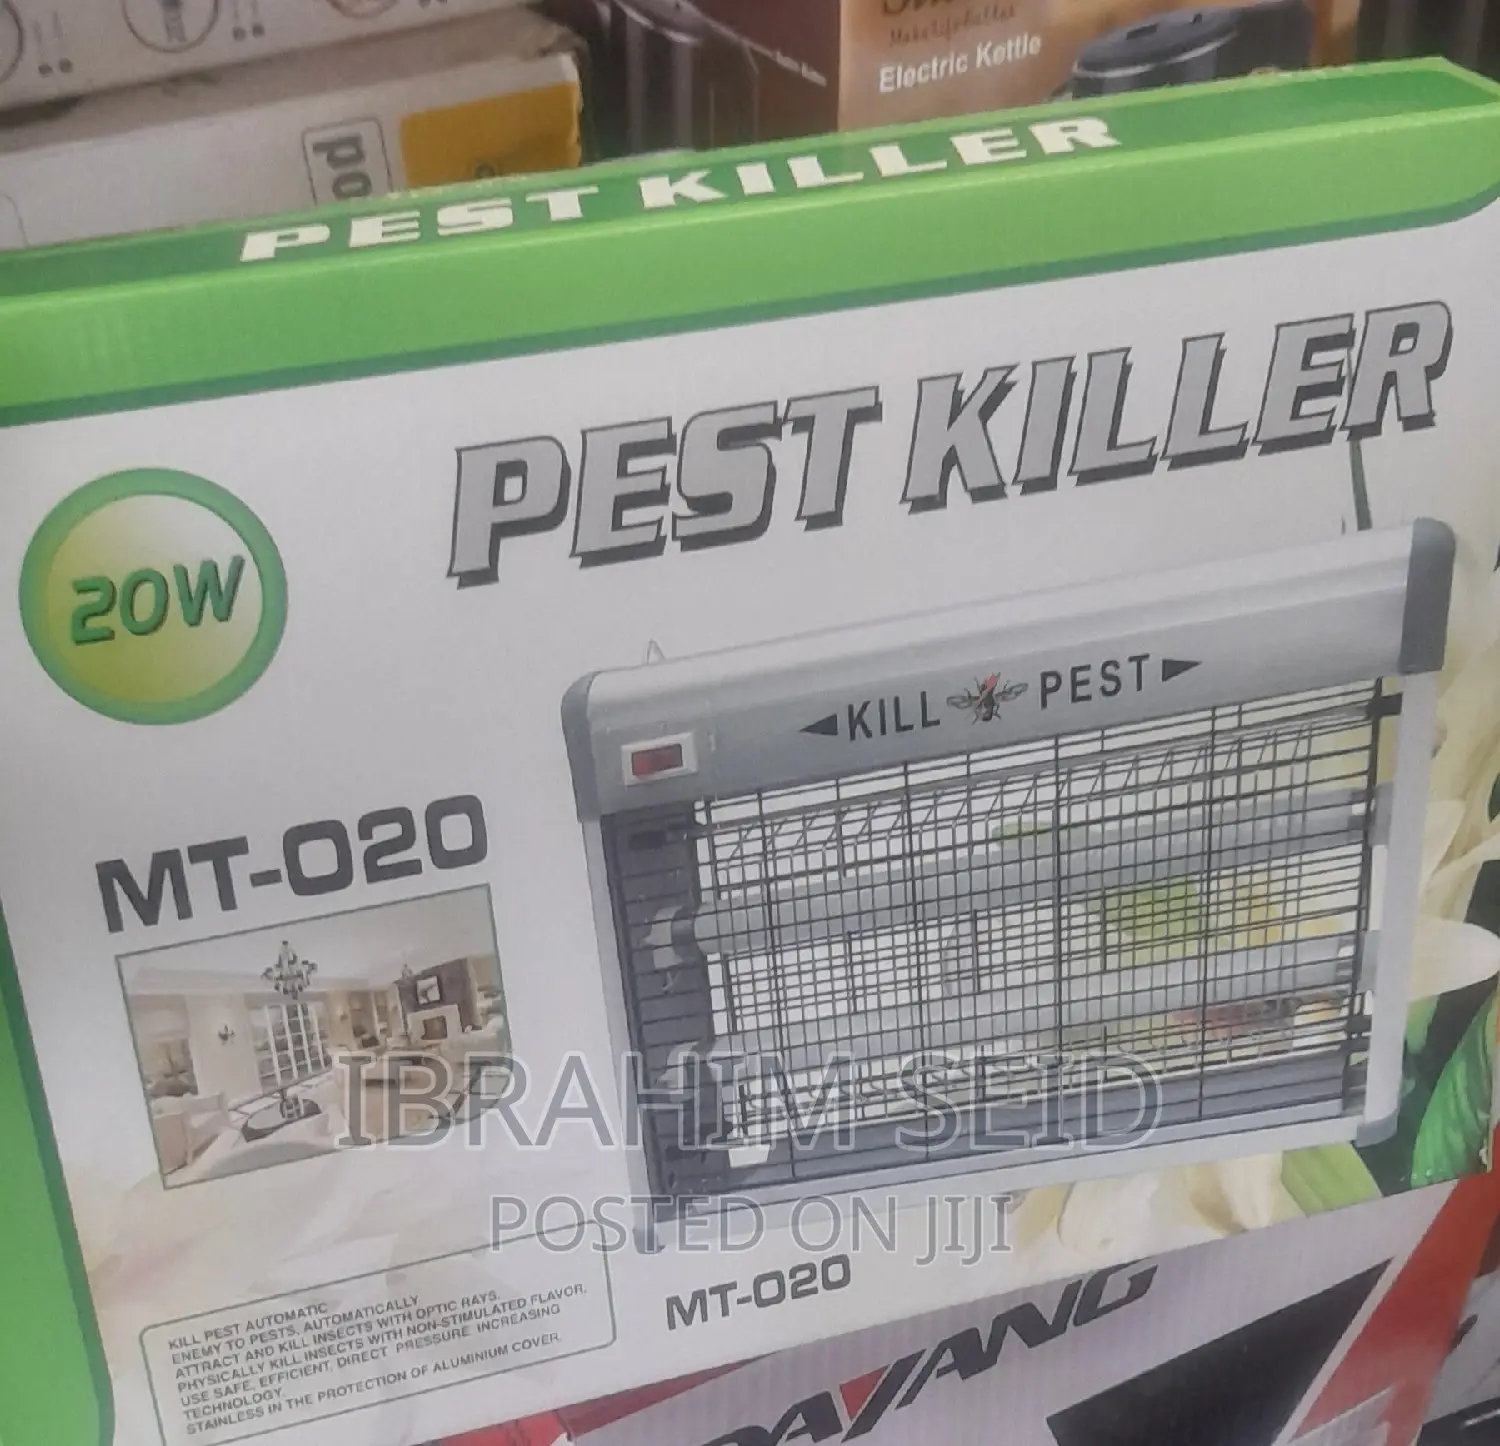 Electric Kettle
po
PEST KILLER
PEST KILLER
20W
KILL PEST
MT-020
IBRAHIM SEID
POSTED ON JIJI
MT-020
KILL PEST AUTOMATIC
ENEMY TO PESTS, AUTOMATICALLY
ATTRACT AND KILL INSECTS WITH OPTIC RAYS.
PHYSICALLY KILL INSECTS WITH NON-STIMULATED FLAVOR.
USE SAFE, EFFICIENT, DIRECT PRESSURE INCREASING
TECHNOLOGY.
STAINLESS IN THE PROTECTION OF ALUMINIUM COVER.
DAYANG